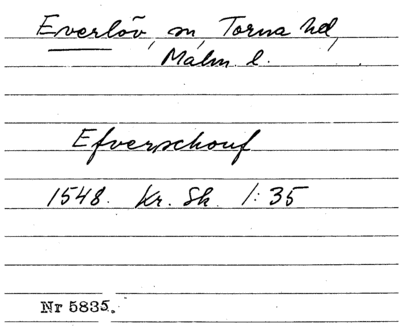 Everlöv, sn, Torna hd,
Malm l.
Efverschouf
1548. Kr. Sk. 1:35
Nr 5835.